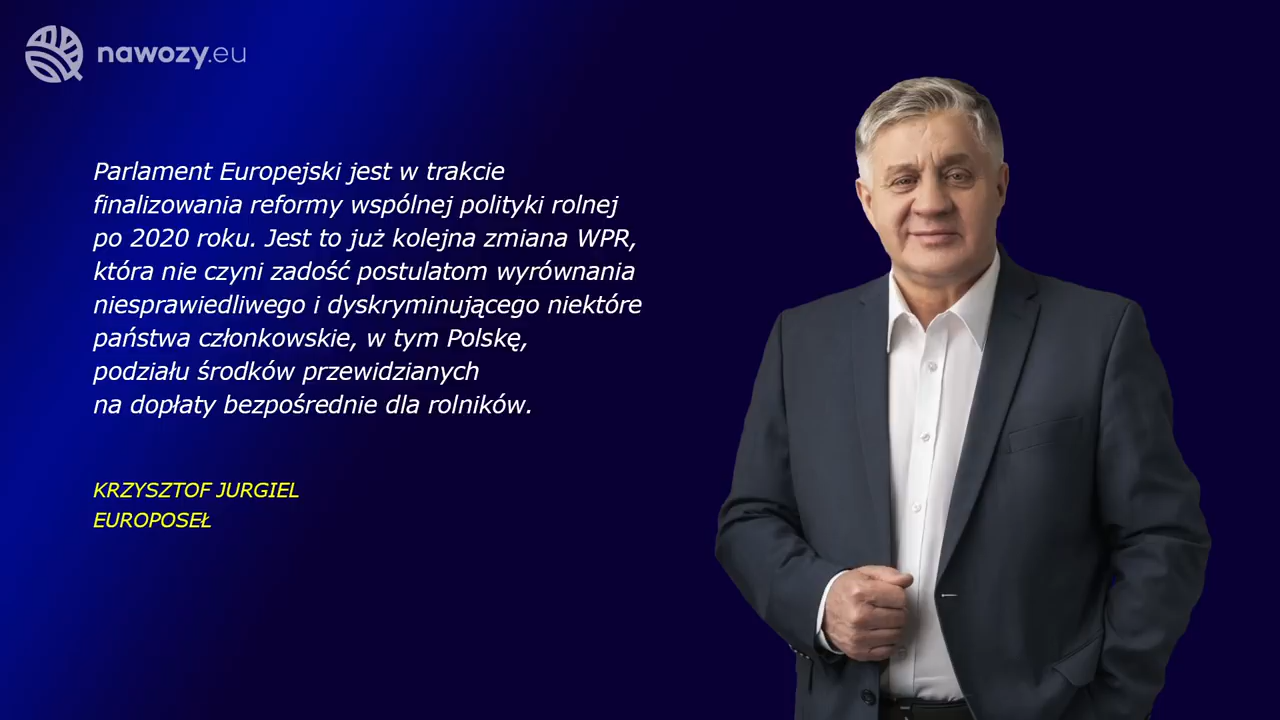 nawozy.eu
Parlament Europejski jest w trakcie
finalizowania reformy wspólnej polityki rolnej
po 2020 roku. Jest to już kolejna zmiana WPR,
która nie czyni zadość postulatom wyrównania
niesprawiedliwego i dyskryminującego niektóre
państwa członkowskie, w tym Polskę,
podziału środków przewidzianych
na dopłaty bezpośrednie dla rolników.
KRZYSZTOF JURGIEL
EUROPOSEŁ